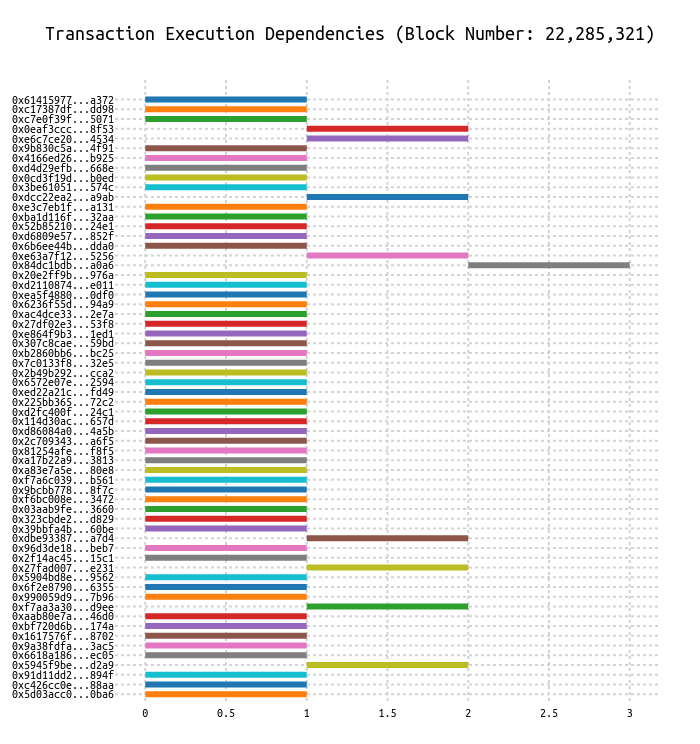 Transaction Execution Dependencies (Block Number: 22,285,321)
0x61415977...a372
0xc17387df...dd98
0xc7e0f39f...5071
0x0eaf3ccc...8f53
0xe6c7ce20...4534
0x9b830c5a...4f91
0x4166ed26...b925
0xd4d29efb...668e
0x0cd3f19d...b0ed
0x3be61051...574c
0xdcc22ea2...a9ab
0xe3c7eb1f...a131
0xba1d116f...32aa
0x52b85210...24e1
0xd6809e57...852f
0x6b6ee44b...dda0
0xe63a7f12...5256
0x84dc1bdb...a0a6
0x20e2ff9b...976a
0xd2110874...e011
0xea5f4880...0df0
0x6236f55d...94a9
0xac4dce33...2e7a
0x27df02e3...53f8
0xe864f9b3...1ed1
0x307c8cae...59bd
0xb2860bb6...bc25
0x7c0133f8...32e5
0x2b49b292...cca2
0x6572e07e...2594
0xed22a21c...fd49
0x225bb365...72c2
0xd2fc400f...24c1
0x114d30ac...657d
0xd86084a0...4a5b
0x2c709343...a6f5
0x81254afe...f8f5
0xa17b22a9...3813
0xa83e7a5e...80e8
0xf7a6c039...b561
0x9bcbb778...8f7c
0xf6bc008e...3472
0x03aab9fe...3660
0x323cbde2...d829
0x39bbfa4b...60be
0xdbe93387...a7d4
0x96d3de18...beb7
0x2f14ac45...15c1
0x27fad007...e231
0x5904bd8e...9562
0x6f2e8790...6355
0x990059d9...7b96
0xf7aa3a30...d9ee
0xaab80e7a...46d0
0xbf720d6b...174a
0x1617576f...8702
0x9a38fdfa...3ac5
0x6618a186...ec05
0x5945f9be...d2a9
0x91d11dd2...894f
0xc426cc0e...88aa
0x5d03acc0...0ba6
0 0.5 1 1.5 2 2.5 3